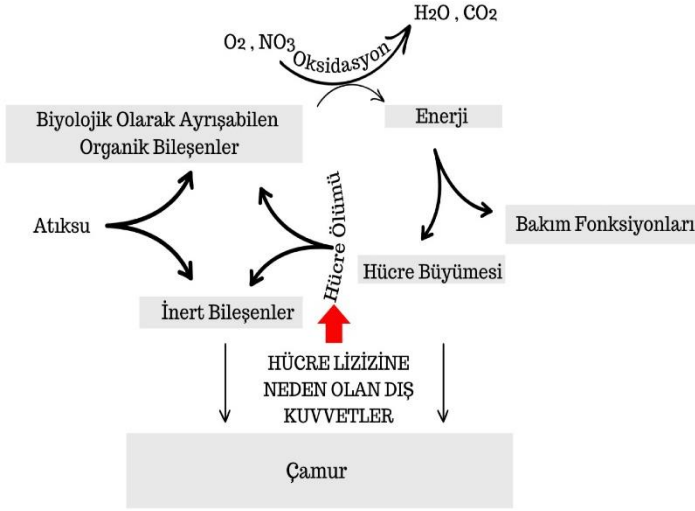 H2O , CO2
O2 , NO3
Oksidasyon
Biyolojik Olarak Ayrışabilen
Organik Bileşenler
Enerji
Atıksu
Hücre Ölümü
Bakım Fonksiyonları
Hücre Büyümesi
İnert Bileşenler
HÜCRE LİZİZİNE
NEDEN OLAN DIŞ
KUVVETLER
Çamur